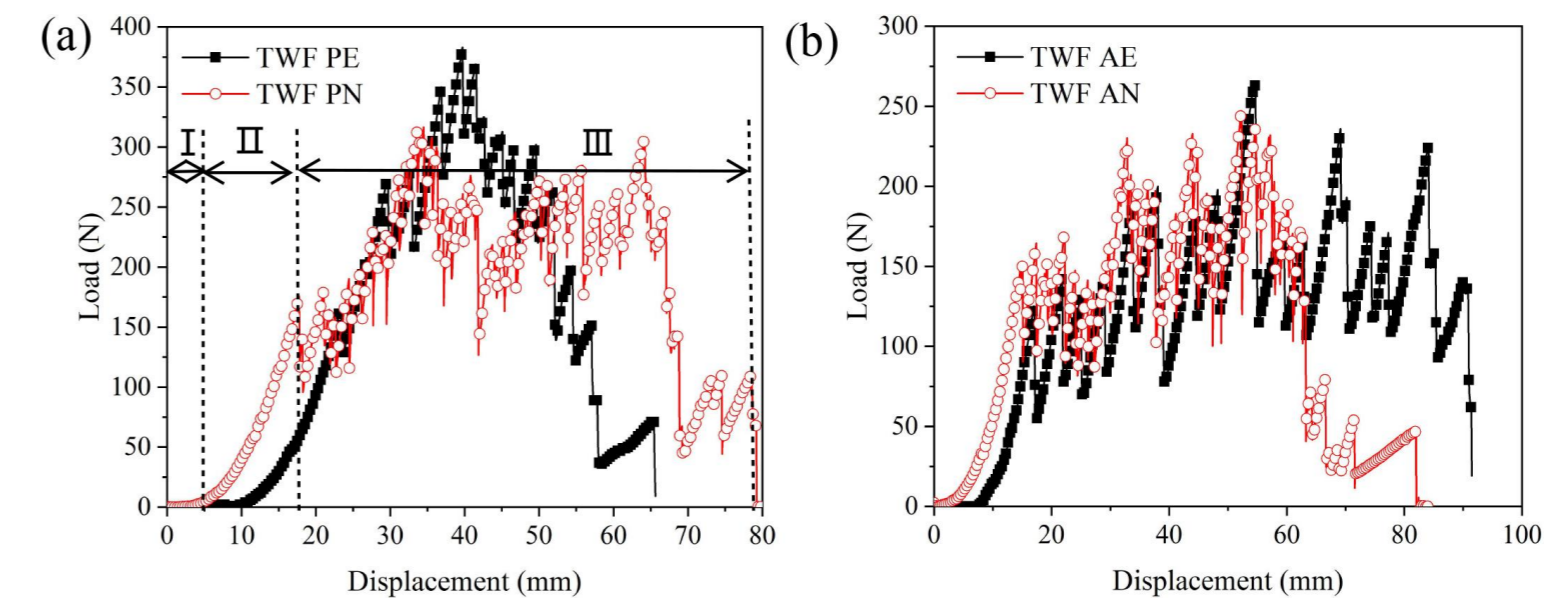 (a)
400
350
300
250
200
150
100
50
0
Load (N)
TWF PE
TWF PN
I
II
III
0 10 20 30 40 50 60 70 80
Displacement (mm)
(b)
300
250
200
150
100
50
0
Load (N)
TWF AE
TWF AN
0 20 40 60 80 100
Displacement (mm)